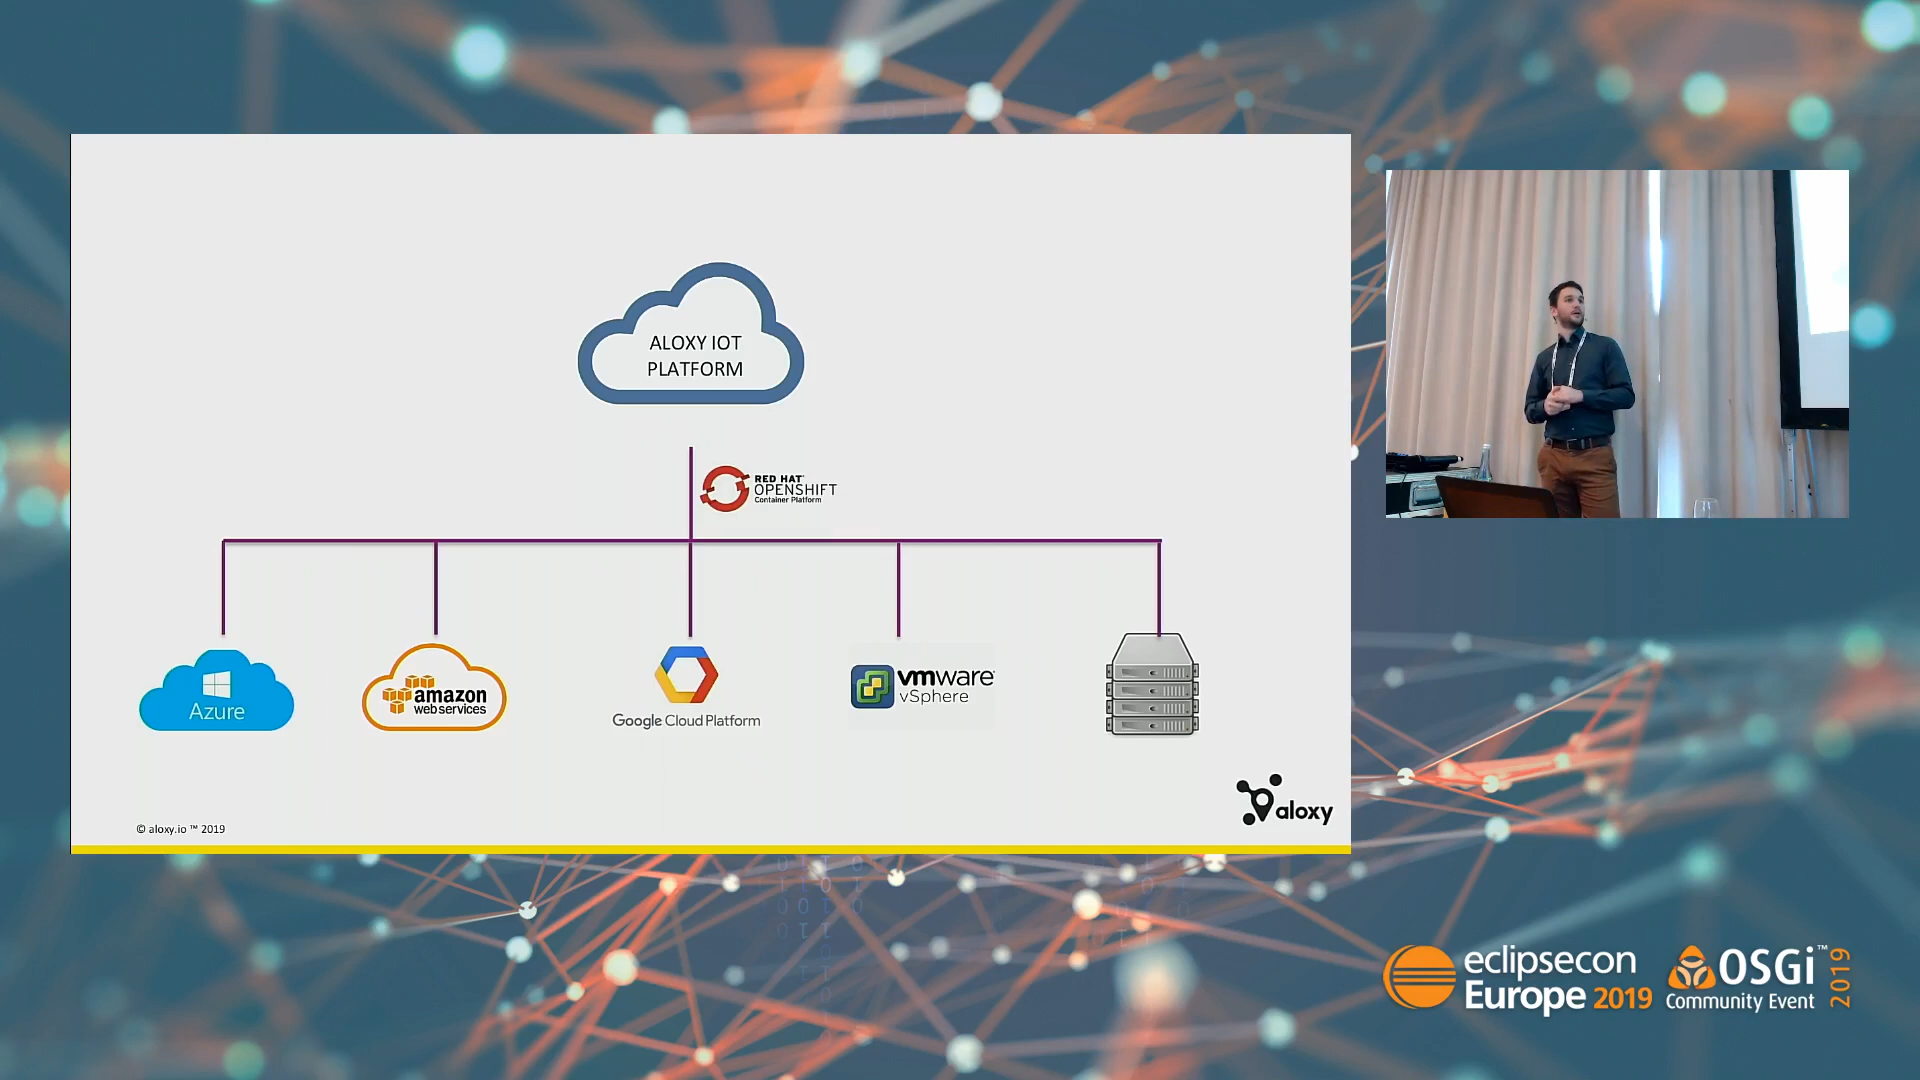 ALOXY IOT
PLATFORM
RED HAT
OPENSHIFT
Container Platform
Azure
amazon
web services
Google Cloud Platform
vmware
vSphere
aloxy
© aloxy.io ™ 2019
eclipsecon
Europe 2019
OSGi™
Community Event
2019